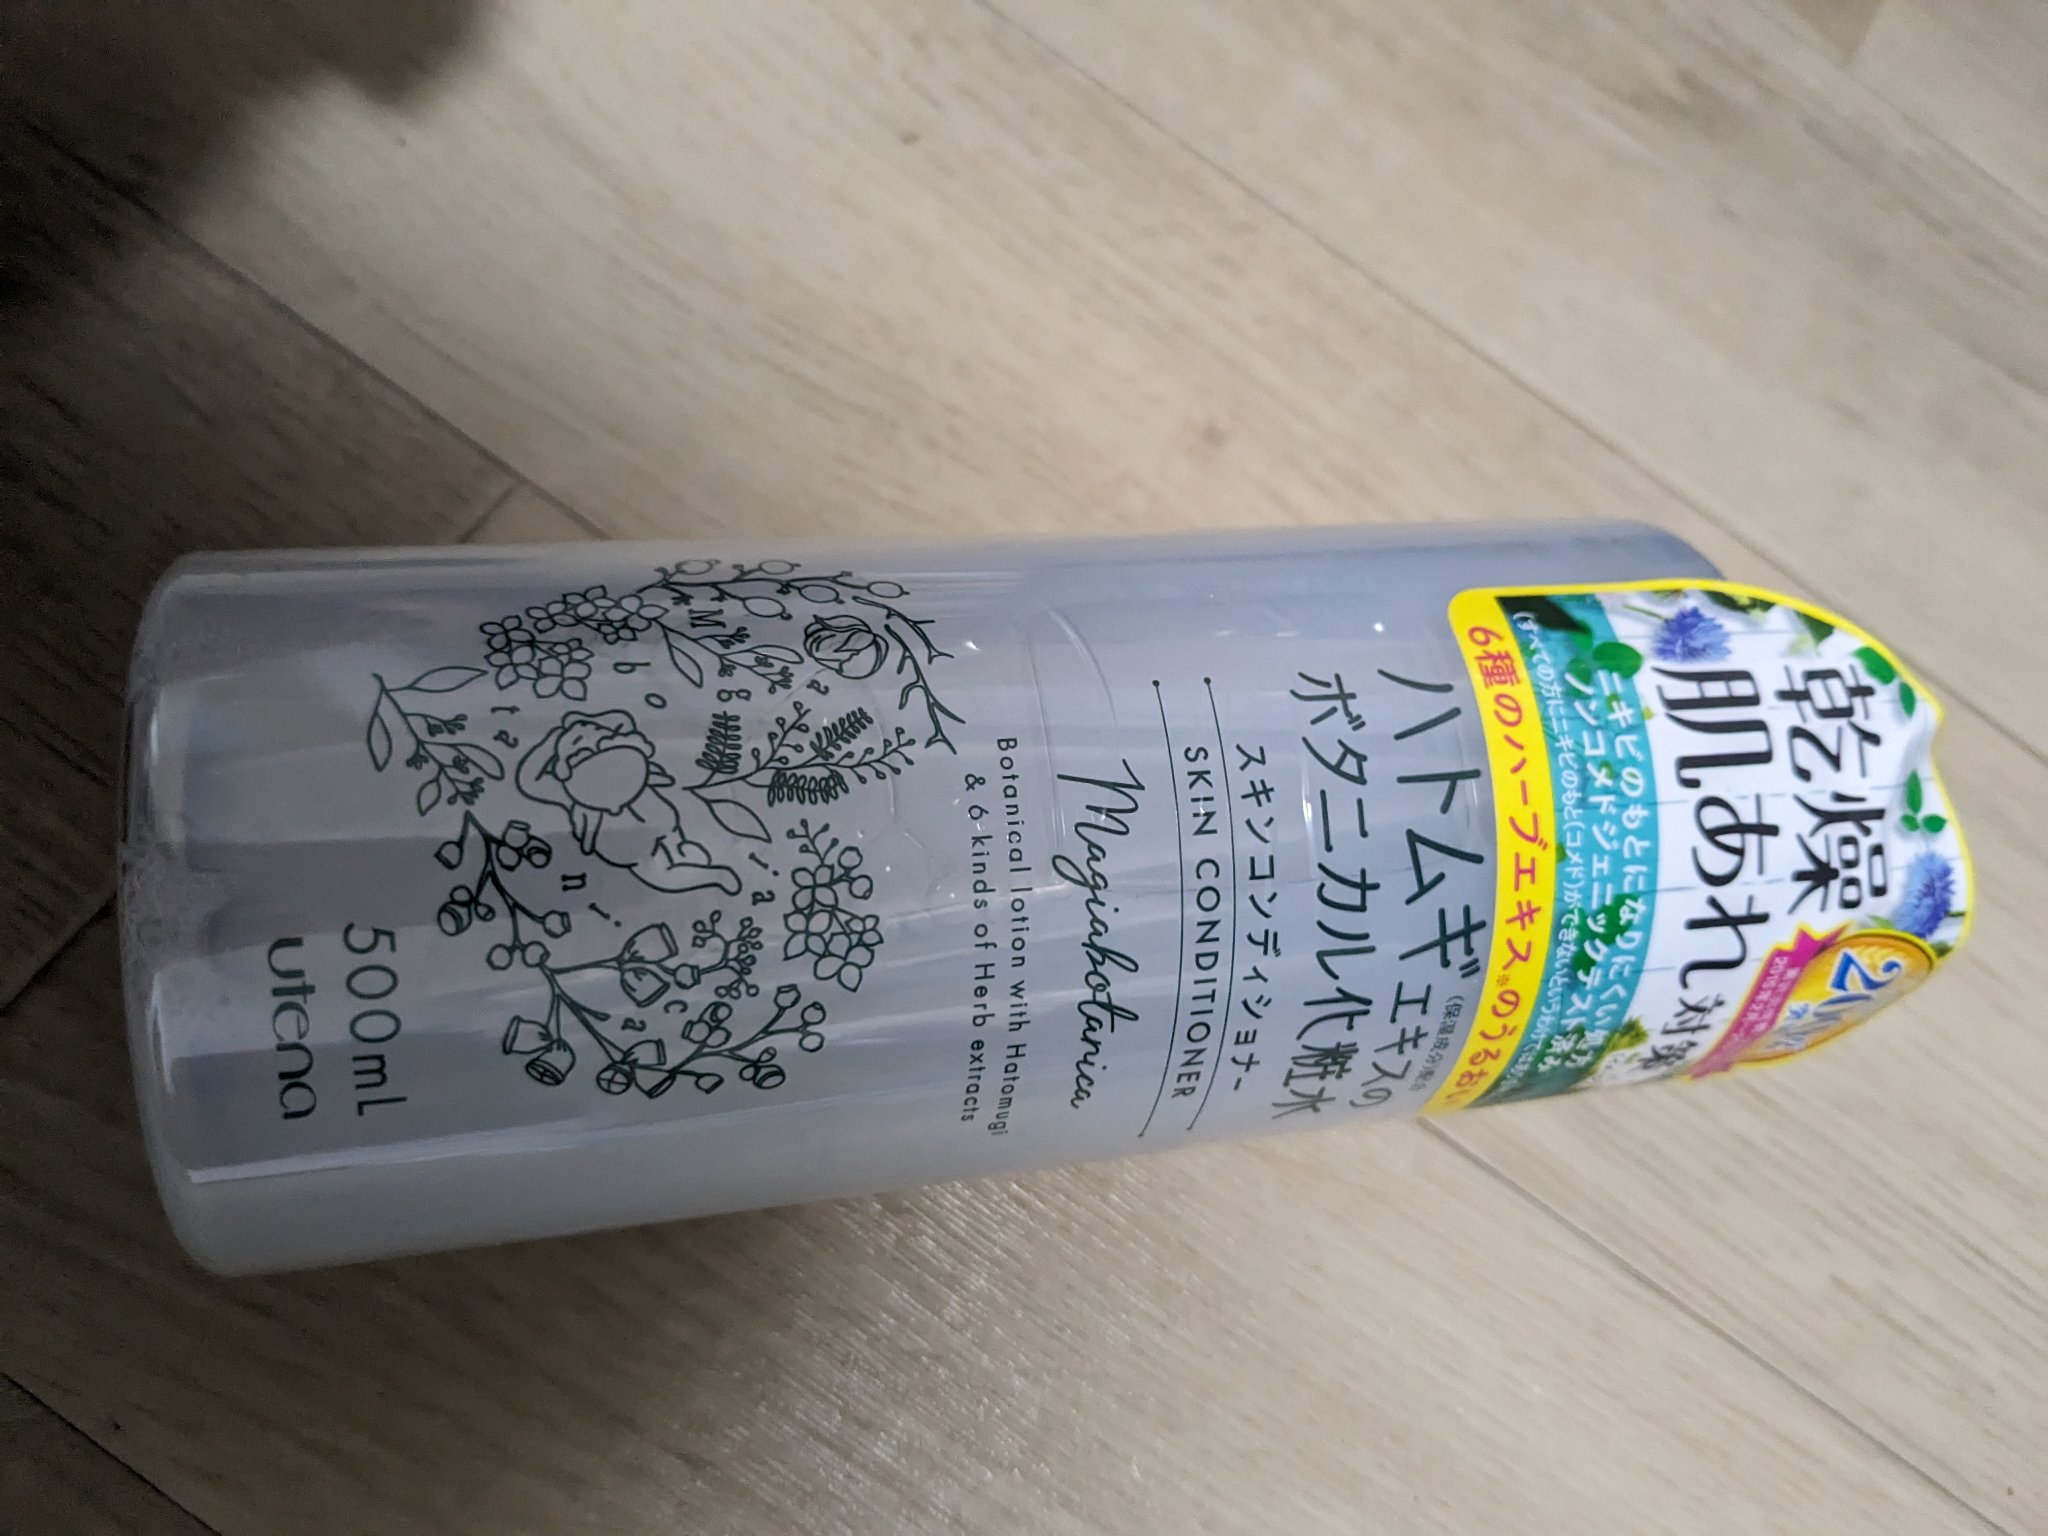 乾燥
肌あれ対策
ニキビのもとになりにくい処方
ノンコメドジェニックテスト済み
6種のハーブエキス※のうるおい
ハトムギエキスの
(保湿成分)配合
ボタニカル化粧水
スキンコンディショナー
SKIN CONDITIONER
Magiabotanica
Botanical lotion with Hatomugi
& 6 kinds of Herb extracts
Magia
botanica
500mL
utena